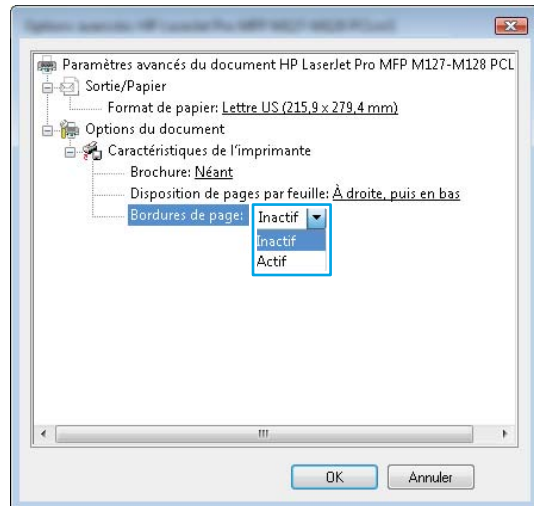 Paramètres avancés du document HP LaserJet Pro MFP M127-M128 PCL
Sortie/Papier
Format de papier: Lettre US (215,9 x 279,4 mm)
Options du document
Caractéristiques de l'imprimante
Brochure: Néant
Disposition de pages par feuille: À droite, puis en bas
Bordures de page: Inactif
Inactif
Actif
OK Annuler